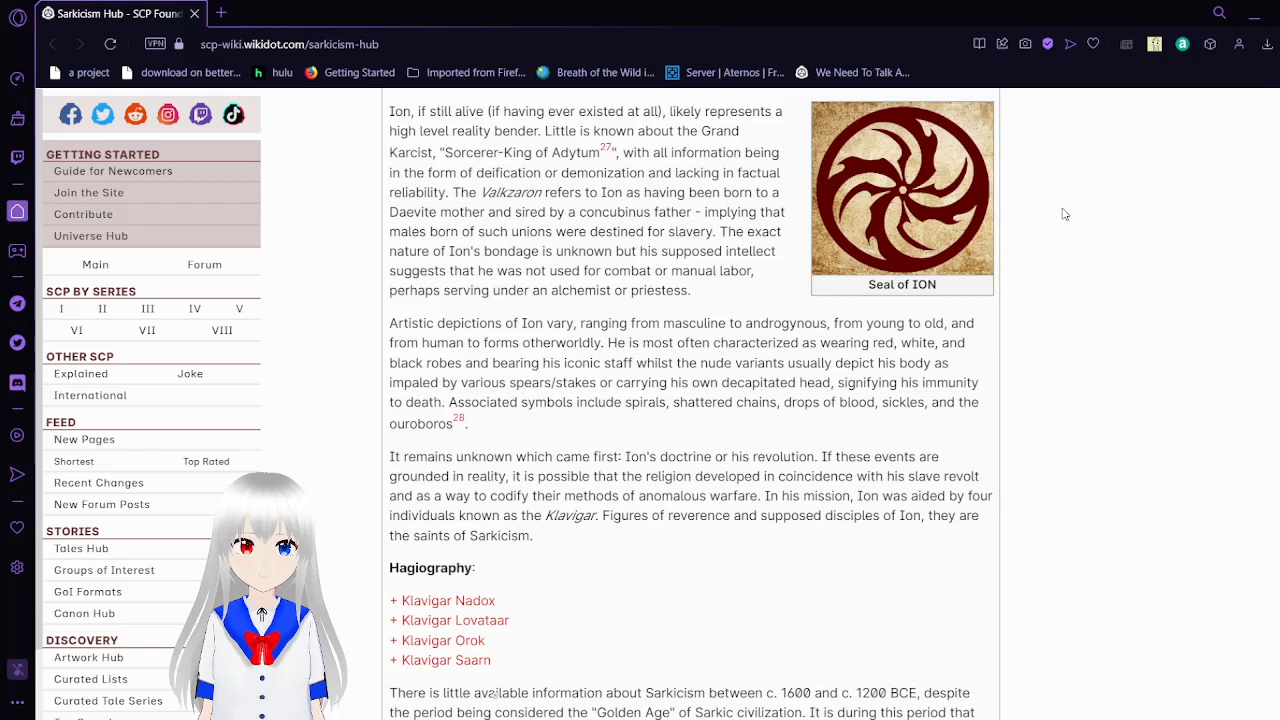 Sarkicism Hub - SCP Found
scp-wiki.wikidot.com/sarkicism-hub
VPN
a project
download on better...
hulu
Getting Started
Imported from Firef...
Breath of the Wild i...
Server | Aternos | Fr...
We Need To Talk A...
GETTING STARTED
Guide for Newcomers
Join the Site
Contribute
Universe Hub
Main Forum
SCP BY SERIES
I II III IV V
VI VII VIII
OTHER SCP
Explained Joke
International
FEED
New Pages
Shortest Top Rated
Recent Changes
New Forum Posts
STORIES
Tales Hub
Groups of Interest
GoI Formats
Canon Hub
DISCOVERY
Artwork Hub
Curated Lists
Curated Tale Series
Ion, if still alive (if having ever existed at all), likely represents a
high level reality bender. Little is known about the Grand
Karcist, "Sorcerer-King of Adytum27", with all information being
in the form of deification or demonization and lacking in factual
reliability. The Valkzaron refers to Ion as having been born to a
Daevite mother and sired by a concubinus father - implying that
males born of such unions were destined for slavery. The exact
nature of Ion's bondage is unknown but his supposed intellect
suggests that he was not used for combat or manual labor,
perhaps serving under an alchemist or priestess.
Seal of ION
Artistic depictions of Ion vary, ranging from masculine to androgynous, from young to old, and
from human to forms otherworldly. He is most often characterized as wearing red, white, and
black robes and bearing his iconic staff whilst the nude variants usually depict his body as
impaled by various spears/stakes or carrying his own decapitated head, signifying his immunity
to death. Associated symbols include spirals, shattered chains, drops of blood, sickles, and the
ouroboros28.
It remains unknown which came first: Ion's doctrine or his revolution. If these events are
grounded in reality, it is possible that the religion developed in coincidence with his slave revolt
and as a way to codify their methods of anomalous warfare. In his mission, Ion was aided by four
individuals known as the Klavigar. Figures of reverence and supposed disciples of Ion, they are
the saints of Sarkicism.
Hagiography:
+ Klavigar Nadox
+ Klavigar Lovataar
+ Klavigar Orok
+ Klavigar Saarn
There is little available information about Sarkicism between c. 1600 and c. 1200 BCE, despite
the period being considered the "Golden Age" of Sarkic civilization. It is during this period that